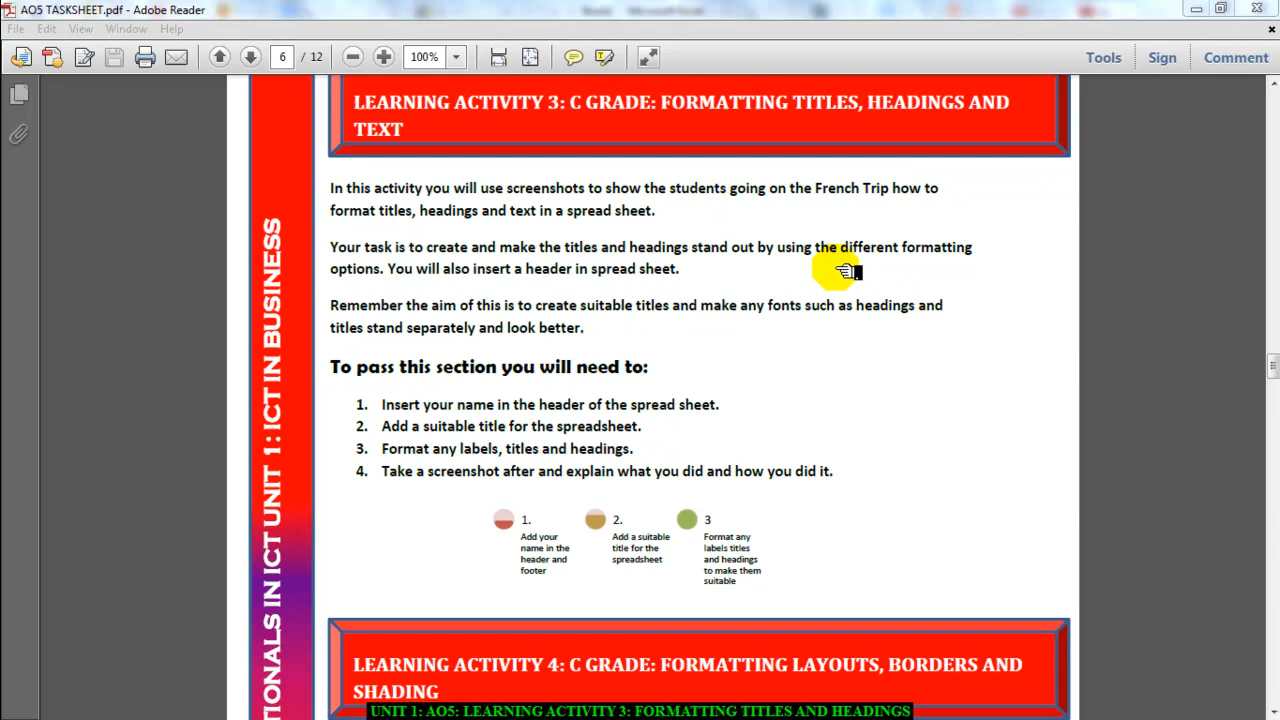 AO5 TASKSHEET.pdf - Adobe Reader
File Edit View Window Help
6 / 12 100% Tools Sign Comment
LEARNING ACTIVITY 3: C GRADE: FORMATTING TITLES, HEADINGS AND
TEXT
In this activity you will use screenshots to show the students going on the French Trip how to
format titles, headings and text in a spread sheet.
Your task is to create and make the titles and headings stand out by using the different formatting
options. You will also insert a header in spread sheet.
Remember the aim of this is to create suitable titles and make any fonts such as headings and
titles stand separately and look better.
To pass this section you will need to:
1. Insert your name in the header of the spread sheet.
2. Add a suitable title for the spreadsheet.
3. Format any labels, titles and headings.
4. Take a screenshot after and explain what you did and how you did it.
1.
Add your
name in the
header and
footer
2.
Add a suitable
title for the
spreadsheet
3
Format any
labels titles
and headings
to make them
suitable
LEARNING ACTIVITY 4: C GRADE: FORMATTING LAYOUTS, BORDERS AND
SHADING
TIONALS IN ICT UNIT 1: ICT IN BUSINESS
UNIT 1: AO5: LEARNING ACTIVITY 3: FORMATTING TITLES AND HEADINGS